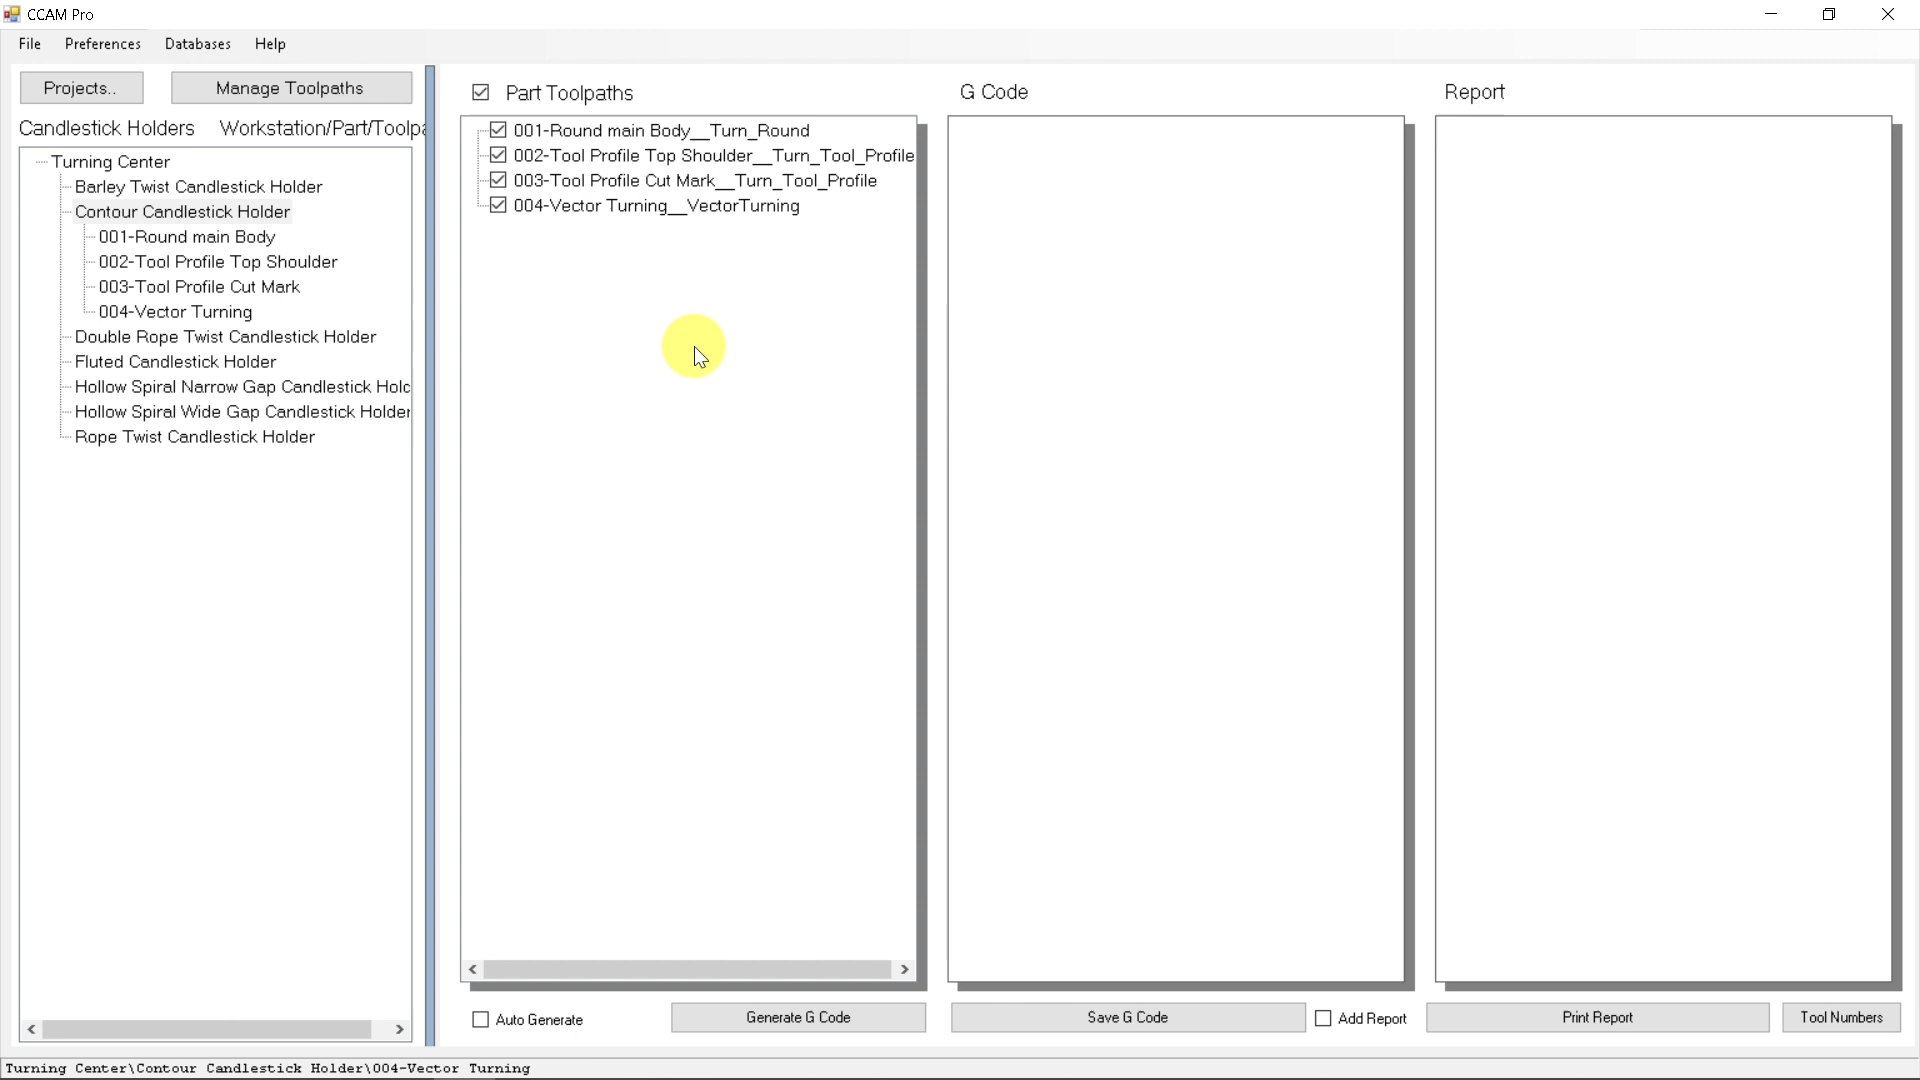 CCAM Pro
File Preferences Databases Help
Projects.. Manage Toolpaths
Candlestick Holders Workstation/Part/Toolpa
Turning Center
Barley Twist Candlestick Holder
Contour Candlestick Holder
001-Round main Body
002-Tool Profile Top Shoulder
003-Tool Profile Cut Mark
004-Vector Turning
Double Rope Twist Candlestick Holder
Fluted Candlestick Holder
Hollow Spiral Narrow Gap Candlestick Holc
Hollow Spiral Wide Gap Candlestick Holder
Rope Twist Candlestick Holder
Part Toolpaths
001-Round main Body__Turn_Round
002-Tool Profile Top Shoulder__Turn_Tool_Profile
003-Tool Profile Cut Mark__Turn_Tool_Profile
004-Vector Turning__VectorTurning
G Code
Report
Auto Generate Generate G Code Save G Code Add Report Print Report Tool Numbers
Turning Center\Contour Candlestick Holder\004-Vector Turning